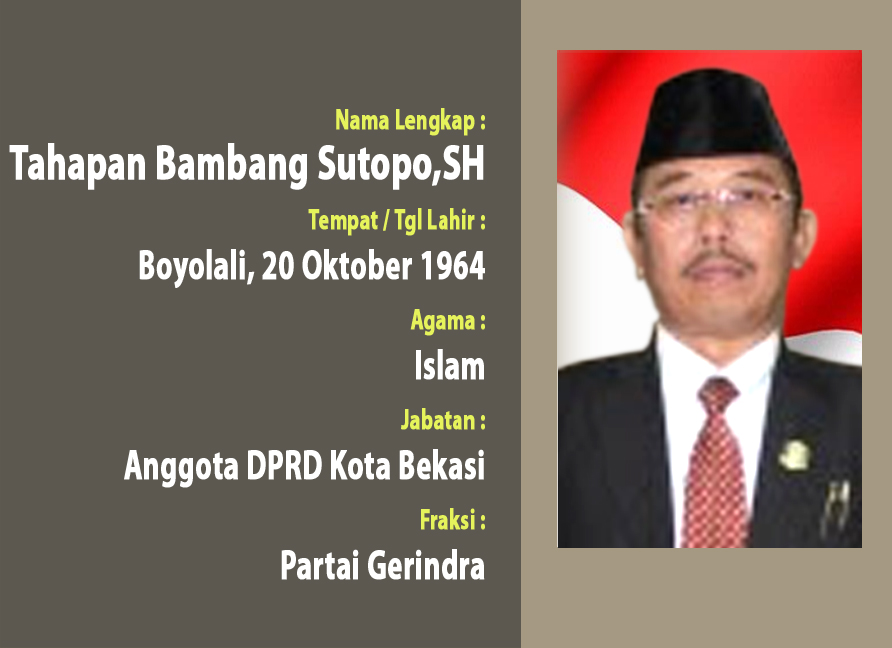 Nama Lengkap :
Tahapan Bambang Sutopo,SH
Tempat / Tgl Lahir :
Boyolali, 20 Oktober 1964
Agama :
Islam
Jabatan :
Anggota DPRD Kota Bekasi
Fraksi :
Partai Gerindra